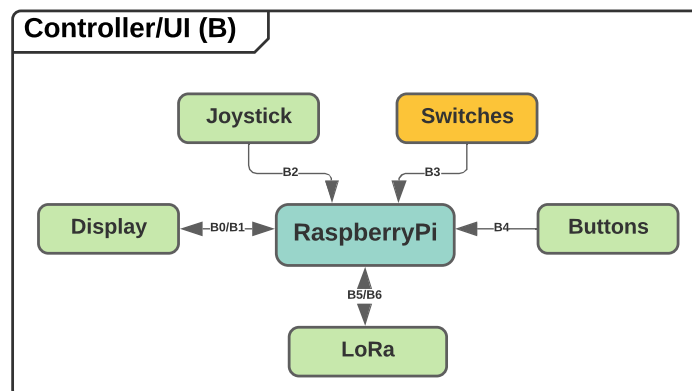 Controller/UI (B)
Joystick
Switches
B2
B3
Display
B0/B1
RaspberryPi
B4
Buttons
B5/B6
LoRa